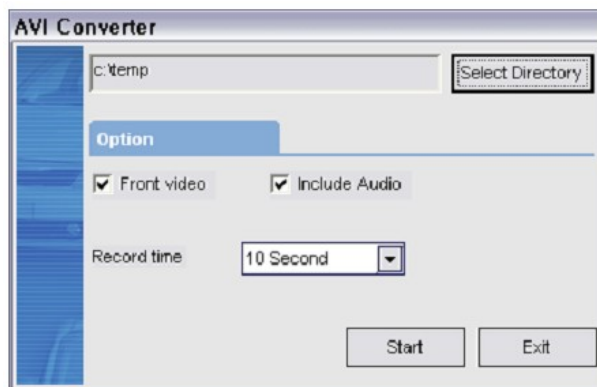 AVI Converter
c:\temp
Select Directory
Option
Front video
Include Audio
Record time
10 Second
Start
Exit